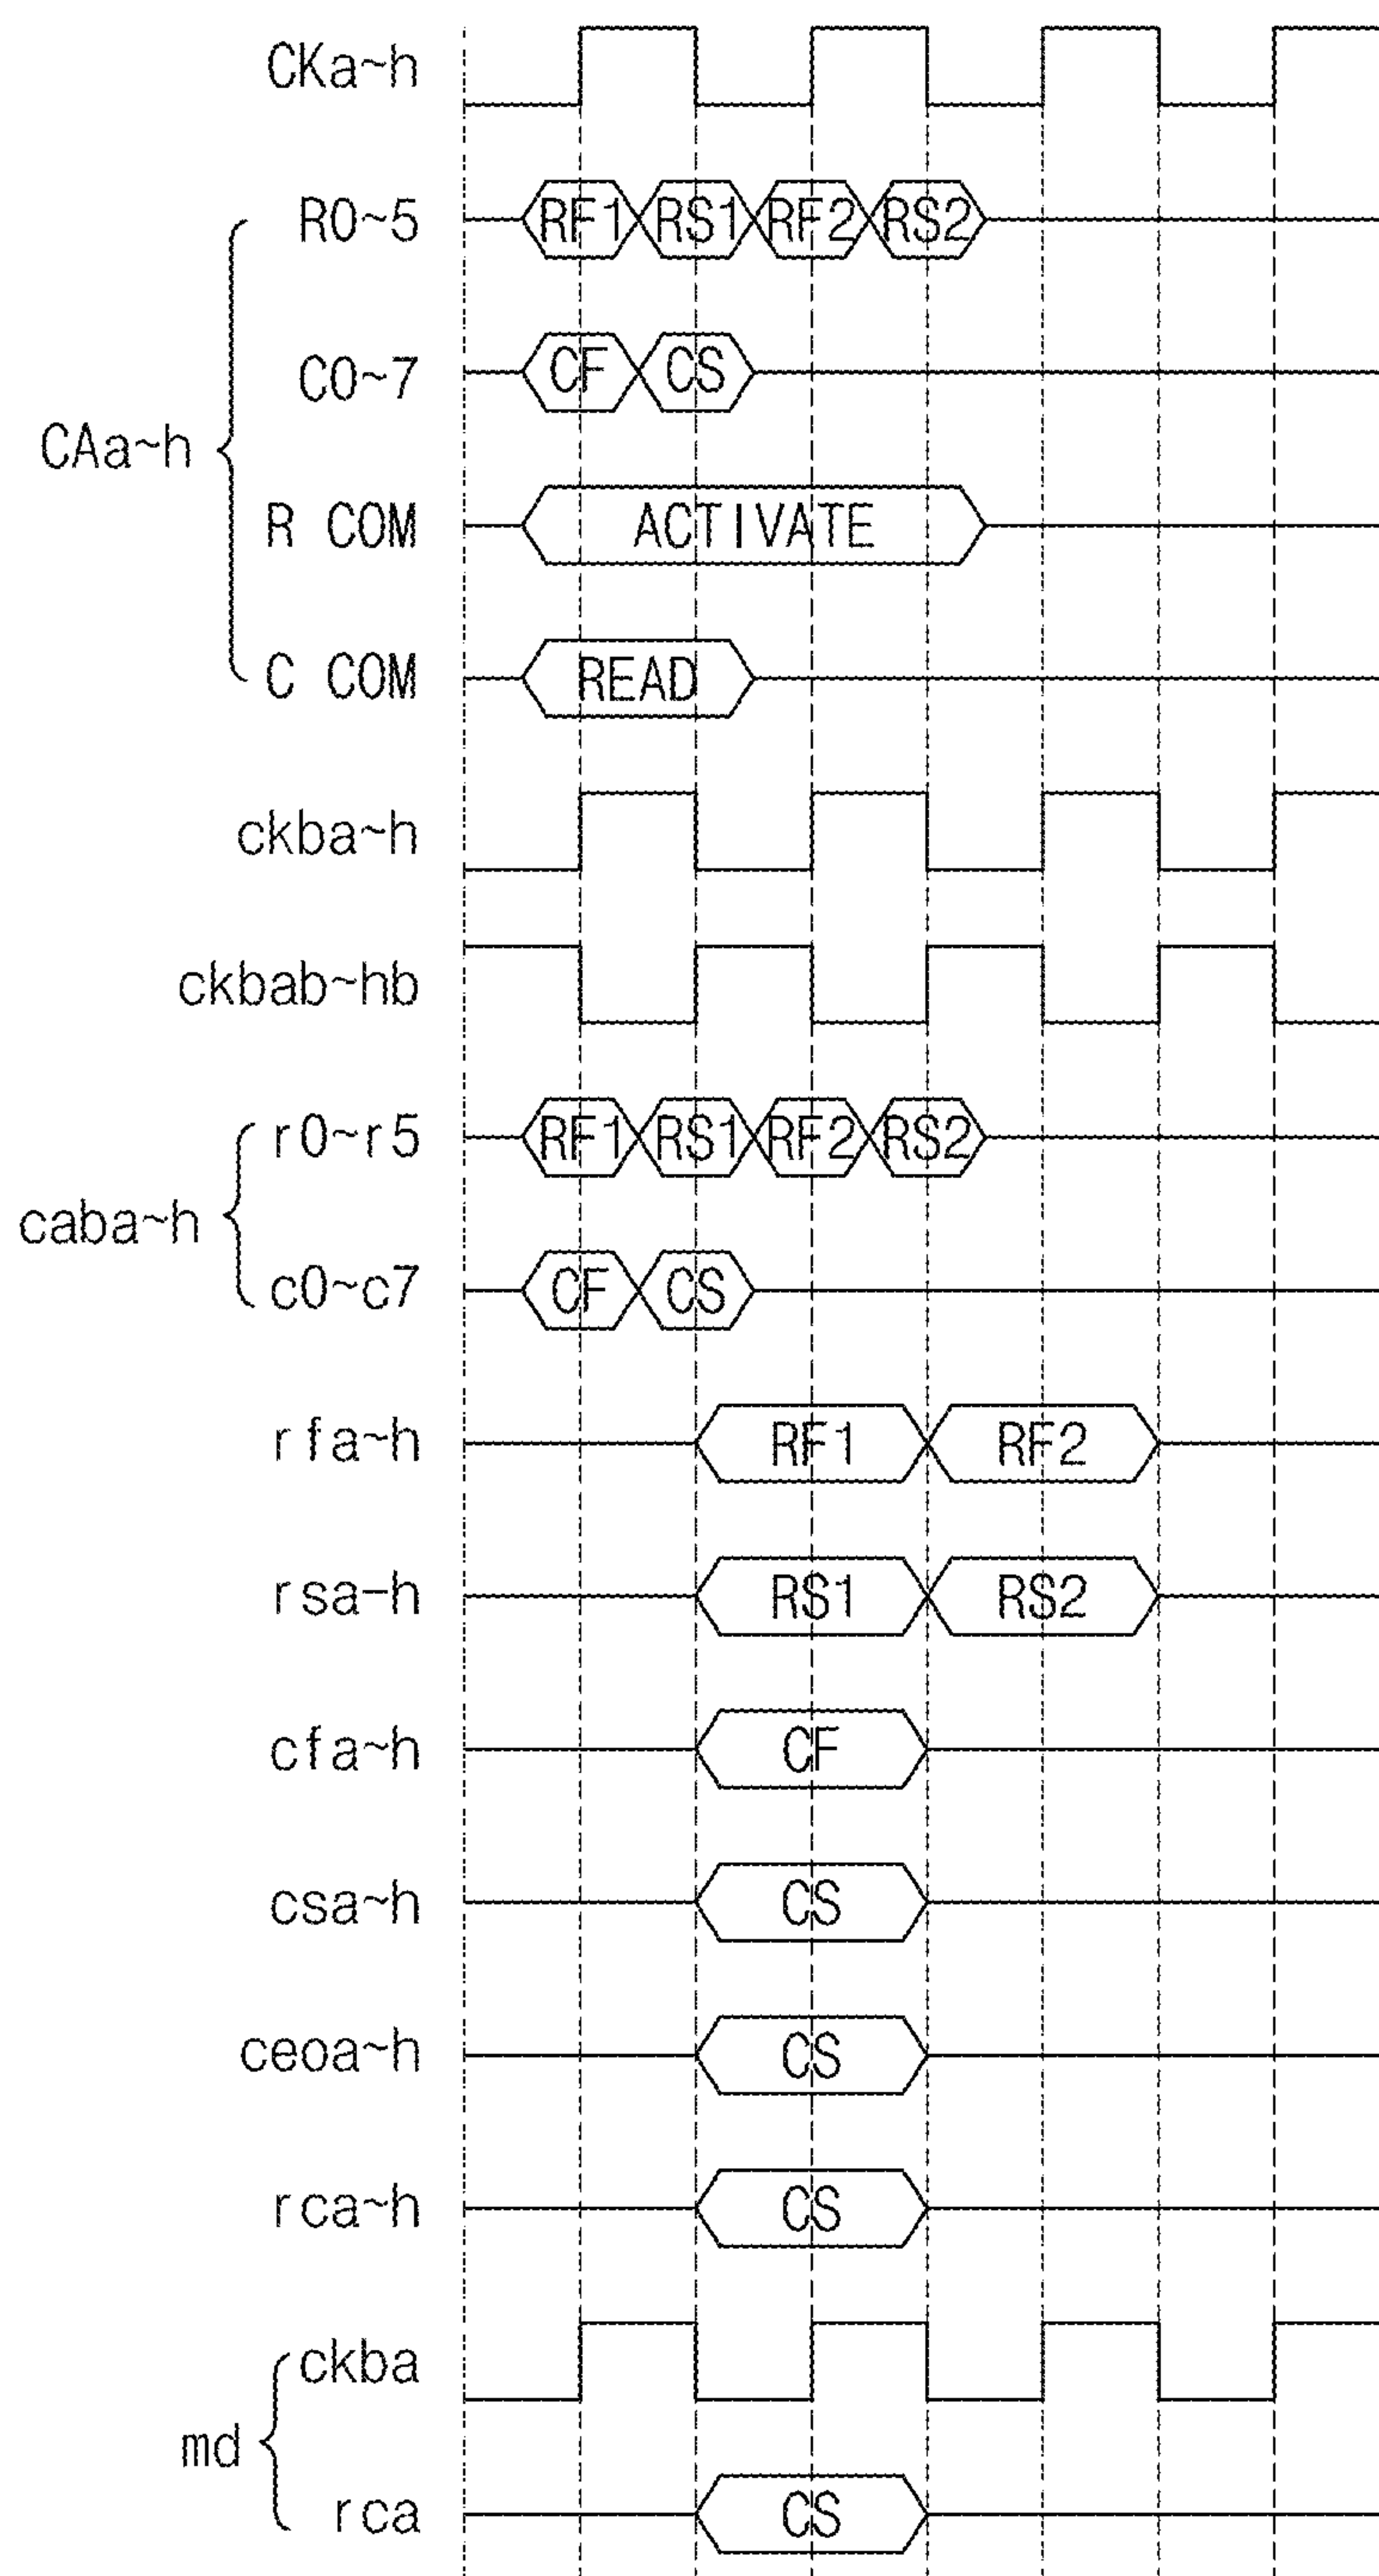 CKa~h
R0~5 RF1 RS1 RF2 RS2
C0~7 CF CS
CAa~h
R COM ACTIVATE
C COM READ
ckba~h
ckbab~hb
r0~r5 RF1 RS1 RF2 RS2
caba~h
c0~c7 CF CS
rfa~h RF1 RF2
rsa-h RS1 RS2
cfa~h CF
csa~h CS
ceoa~h CS
rca~h CS
ckba
md
rca CS